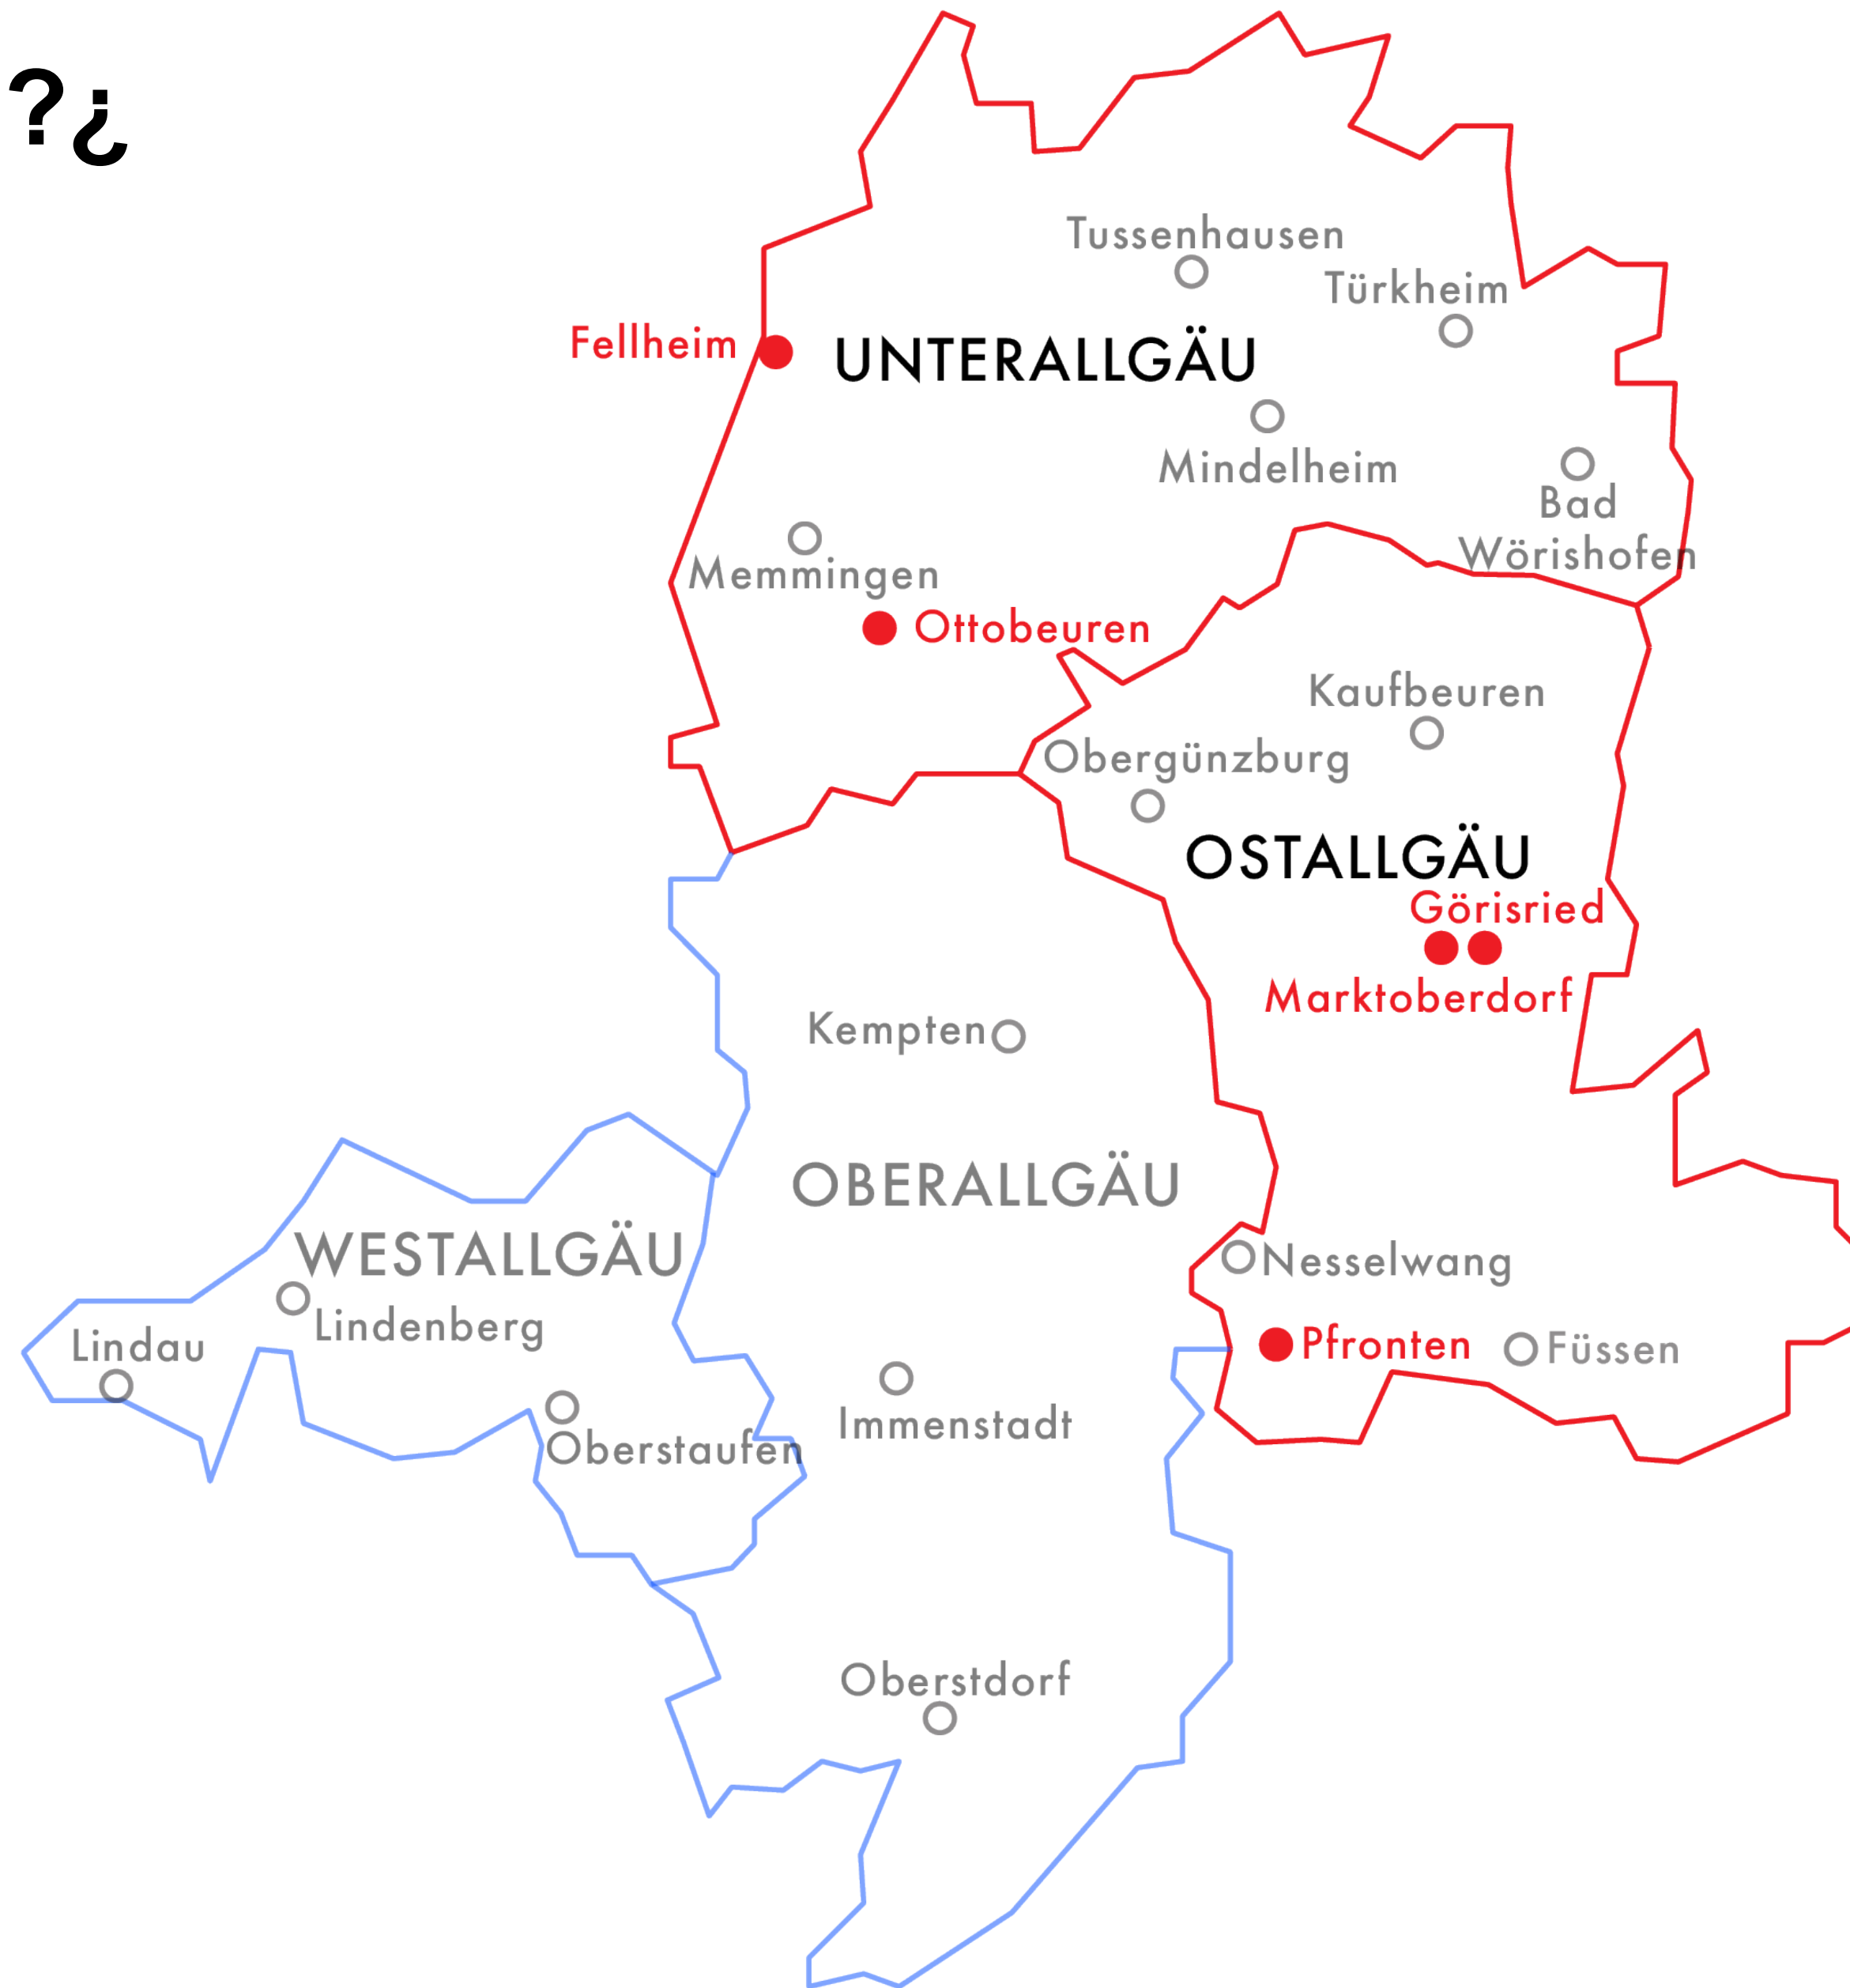 ?¿
Tussenhausen
Türkheim
Fellheim
UNTERALLGÄU
Mindelheim
Bad
Wörishofen
Memmingen
Ottobeuren
Kaufbeuren
Obergünzburg
OSTALLGÄU
Görisried
Marktoberdorf
Kempten
OBERALLGÄU
WESTALLGÄU
Nesselwang
Lindenberg
Lindau
Pfronten
Füssen
Immenstadt
Oberstaufen
Oberstdorf